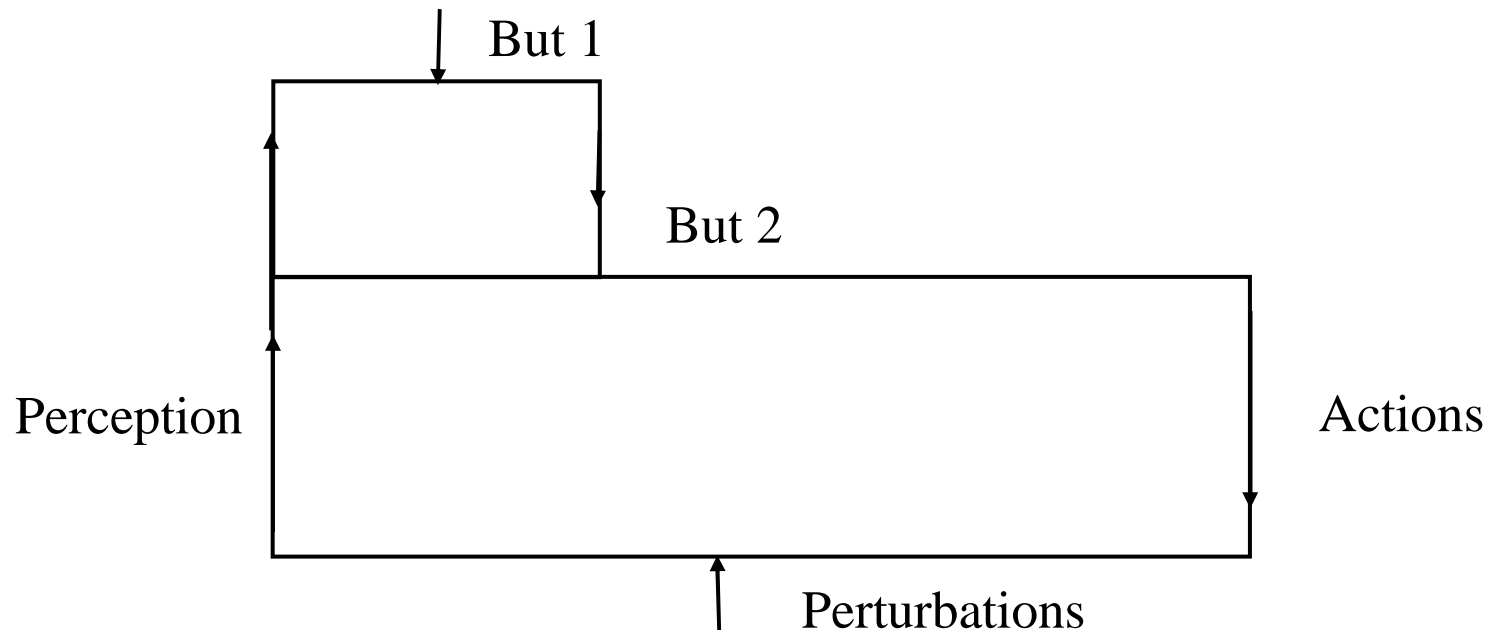 But 1
But 2
Perception
Actions
Perturbations